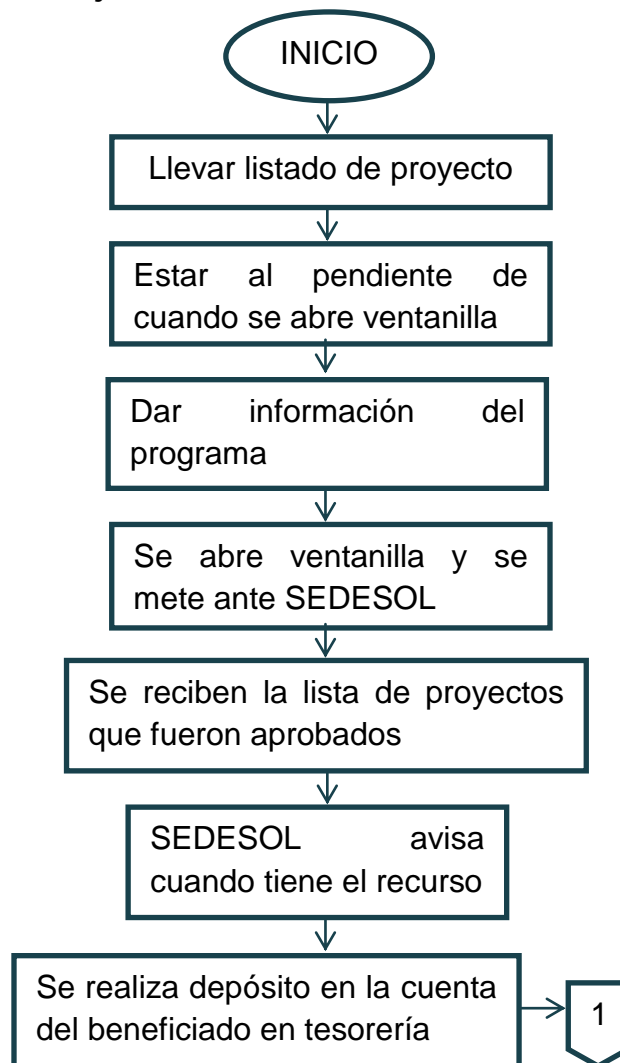 INICIO
Llevar listado de proyecto
Estar al pendiente de
cuando se abre ventanilla
Dar información del
programa
Se abre ventanilla y se
mete ante SEDESOL
Se reciben la lista de proyectos
que fueron aprobados
SEDESOL avisa
cuando tiene el recurso
Se realiza depósito en la cuenta
del beneficiado en tesorería
1